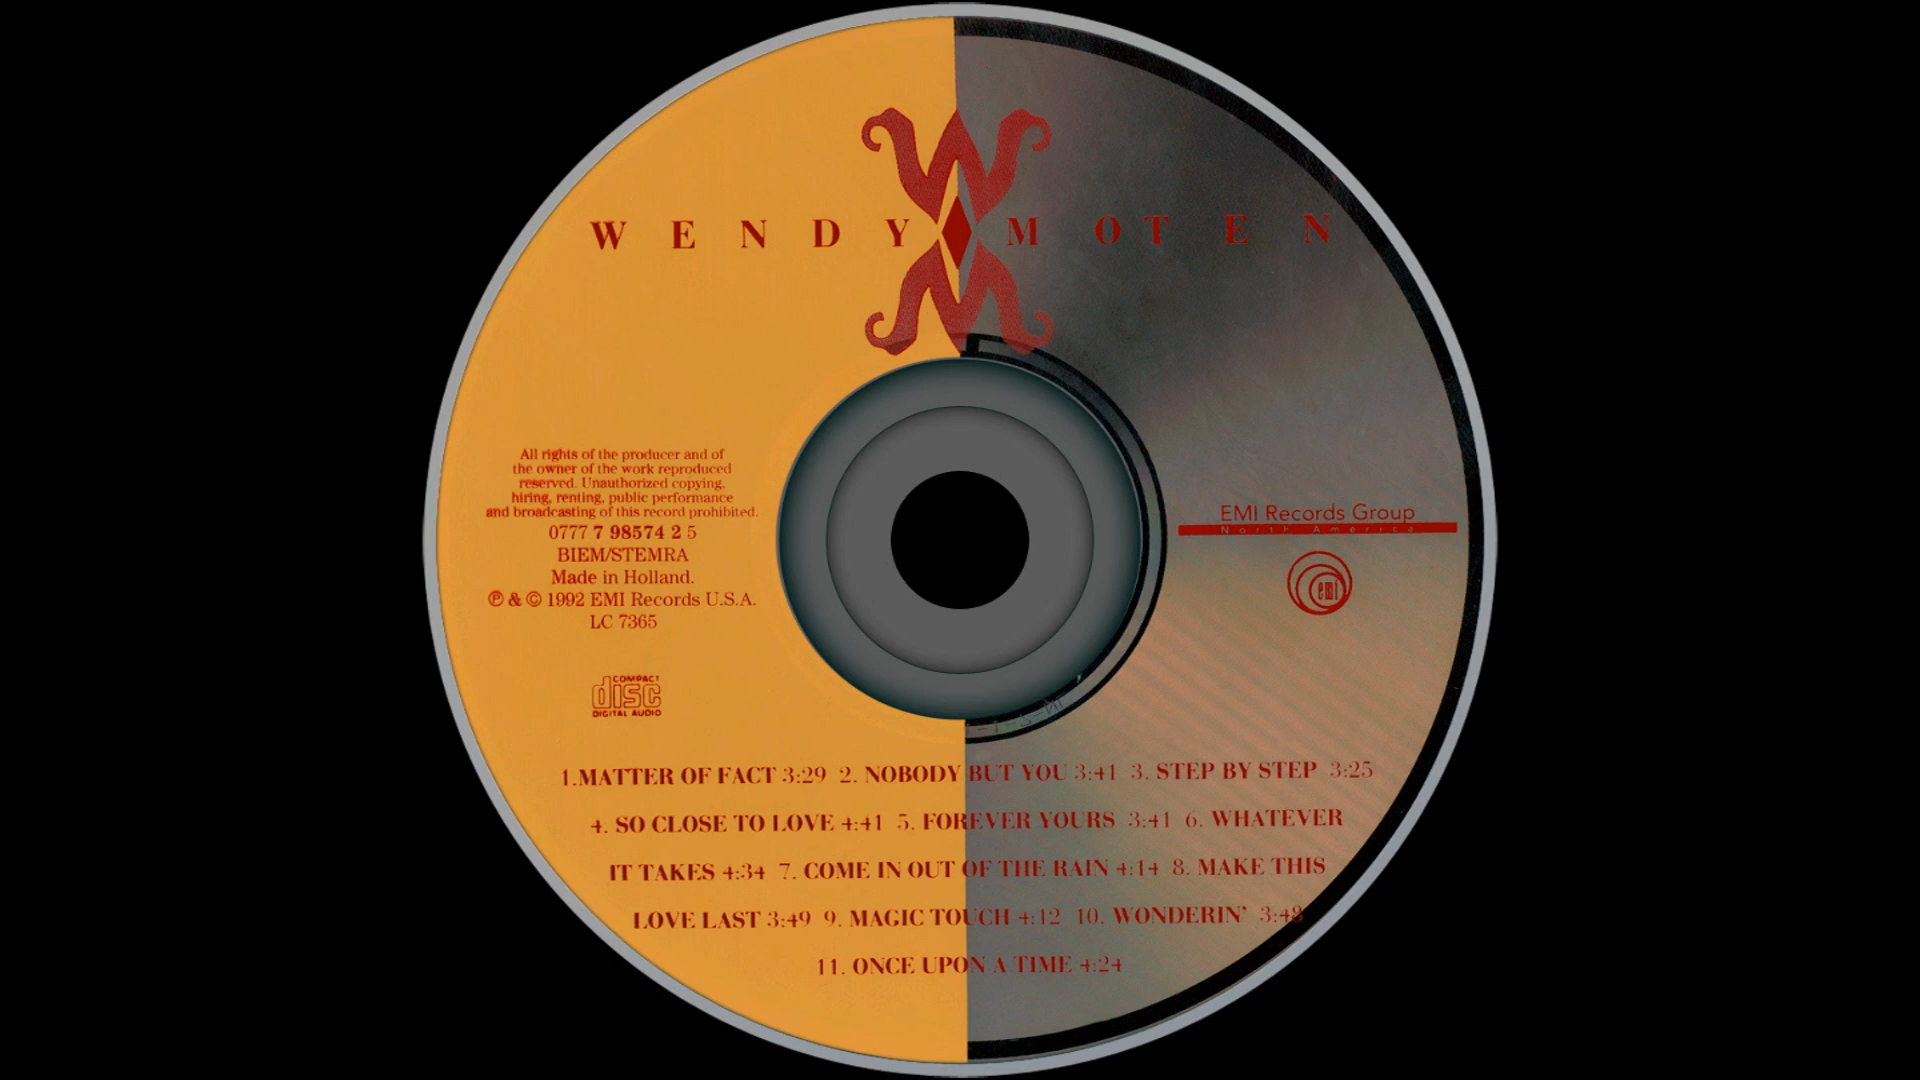 WENDY MOTEN
All rights of the producer and of
the owner of the work reproduced
reserved. Unauthorized copying,
hiring, renting, public performance
and broadcasting of this record prohibited.
0777 7 98574 2 5
BIEM/STEMRA
Made in Holland.
℗ & © 1992 EMI Records U.S.A.
LC 7365
EMI Records Group
North America
emi
COMPACT
disc
DIGITAL AUDIO
1.MATTER OF FACT 3:29 2. NOBODY BUT YOU 3:41 3. STEP BY STEP 3:25
4. SO CLOSE TO LOVE 4:41 5. FOREVER YOURS 3:41 6. WHATEVER
IT TAKES 4:34 7. COME IN OUT OF THE RAIN 4:14 8. MAKE THIS
LOVE LAST 3:49 9. MAGIC TOUCH 4:12 10. WONDERIN' 3:48
11. ONCE UPON A TIME 4:24